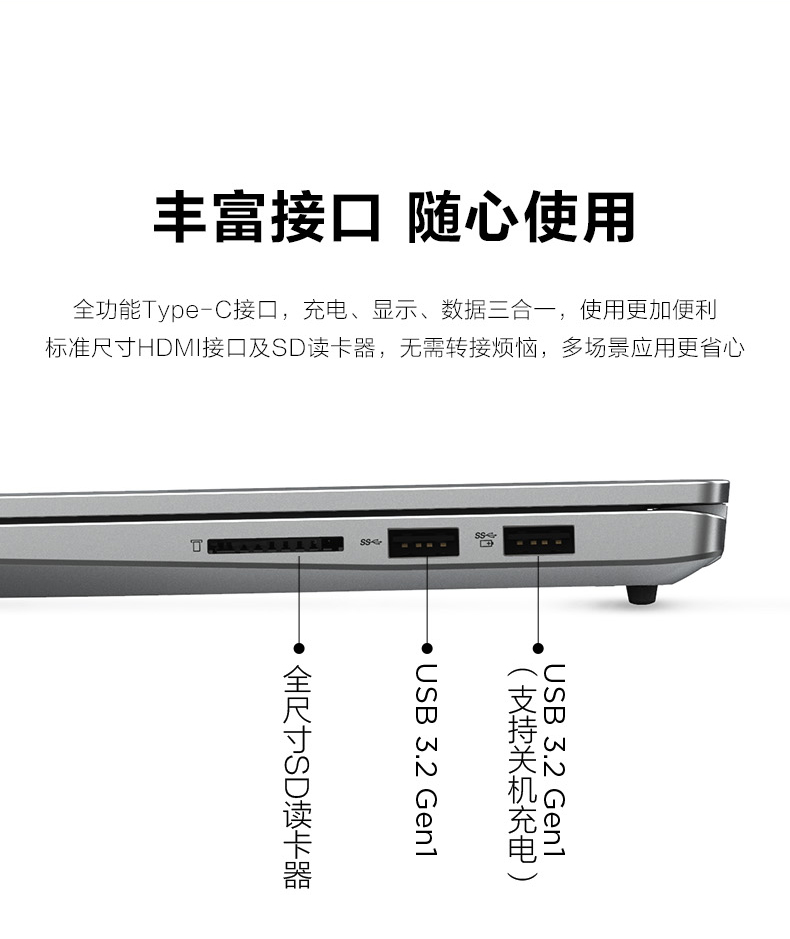 丰富接口 随心使用
全功能Type-C接口，充电、显示、数据三合一，使用更加便利
标准尺寸HDMI接口及SD读卡器，无需转接烦恼，多场景应用更省心
SS
SS
全尺寸SD读卡器
USB 3.2 Gen1
USB 3.2 Gen1
（支持关机充电）